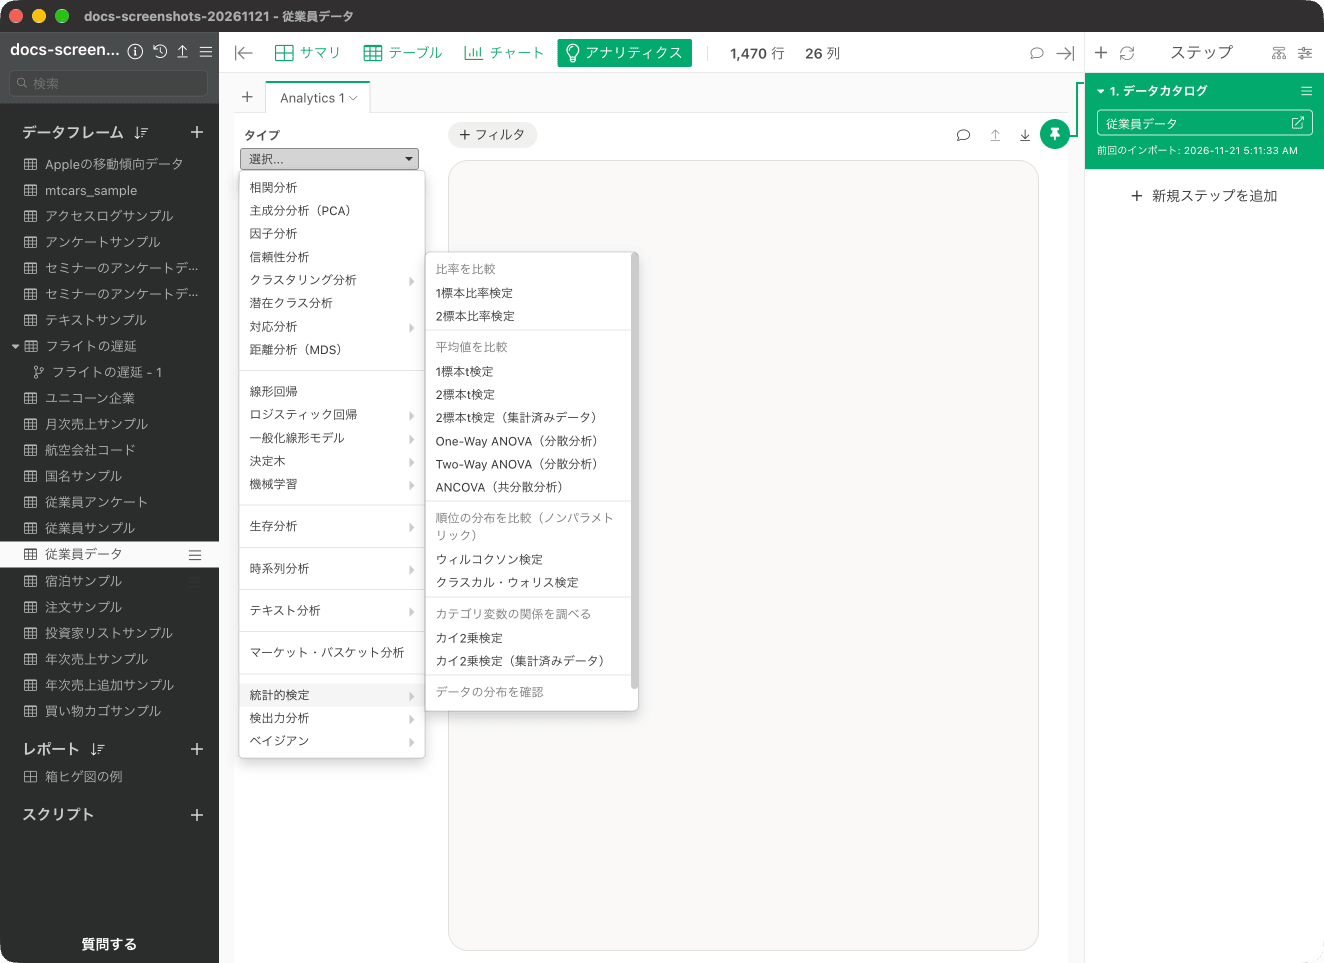 docs-screenshots-20261121 - 従業員データ
docs-screen...
検索
データフレーム
Appleの移動傾向データ
mtcars_sample
アクセスログサンプル
アンケートサンプル
セミナーのアンケートデ...
セミナーのアンケートデ...
テキストサンプル
フライトの遅延
フライトの遅延 - 1
ユニコーン企業
月次売上サンプル
航空会社コード
国名サンプル
従業員アンケート
従業員サンプル
従業員データ
宿泊サンプル
注文サンプル
投資家リストサンプル
年次売上サンプル
年次売上追加サンプル
買い物カゴサンプル
レポート
箱ヒゲ図の例
スクリプト
質問する
サマリ
テーブル
チャート
アナリティクス
1,470 行
26 列
Analytics 1
タイプ
選択...
フィルタ
相関分析
主成分分析（PCA）
因子分析
信頼性分析
クラスタリング分析
潜在クラス分析
対応分析
距離分析（MDS）
線形回帰
ロジスティック回帰
一般化線形モデル
決定木
機械学習
生存分析
時系列分析
テキスト分析
マーケット・バスケット分析
統計的検定
検出力分析
ベイジアン
比率を比較
1標本比率検定
2標本比率検定
平均値を比較
1標本t検定
2標本t検定
2標本t検定（集計済みデータ）
One-Way ANOVA（分散分析）
Two-Way ANOVA（分散分析）
ANCOVA（共分散分析）
順位の分布を比較（ノンパラメト
リック）
ウィルコクソン検定
クラスカル・ウォリス検定
カテゴリ変数の関係を調べる
カイ2乗検定
カイ2乗検定（集計済みデータ）
データの分布を確認
ステップ
1. データカタログ
従業員データ
前回のインポート: 2026-11-21 5:11:33 AM
新規ステップを追加